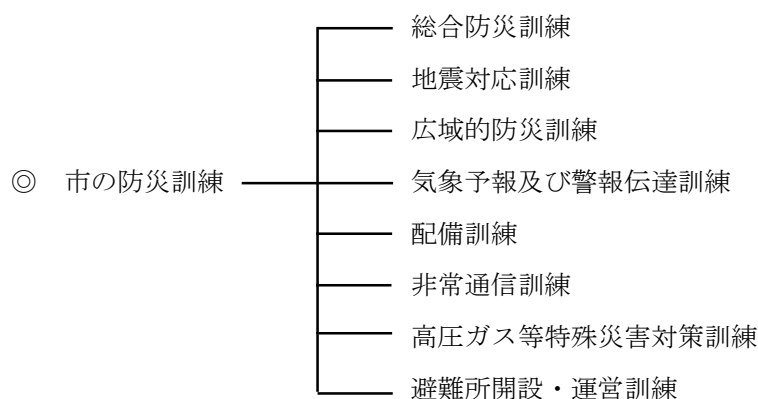 総合防災訓練
地震対応訓練
広域的防災訓練
◎ 市の防災訓練
気象予報及び警報伝達訓練
配備訓練
非常通信訓練
高圧ガス等特殊災害対策訓練
避難所開設・運営訓練